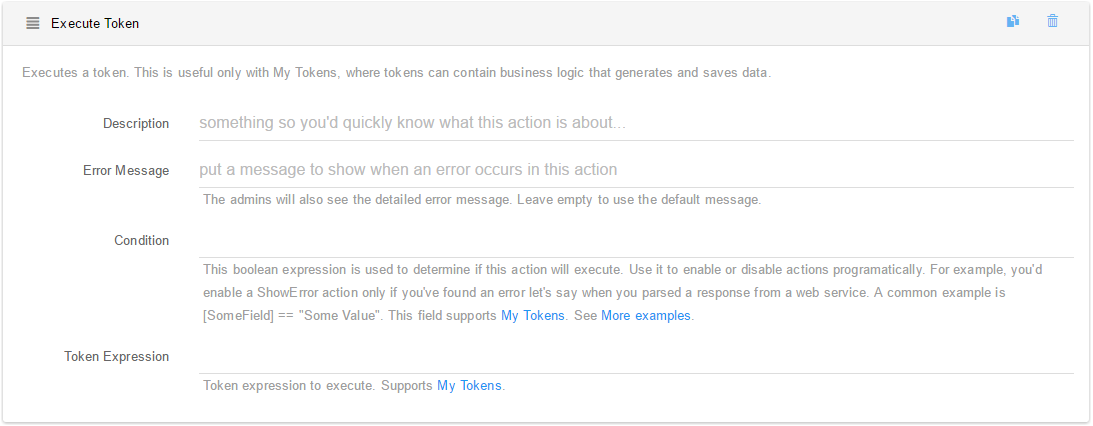 Execute Token
Executes a token. This is useful only with My Tokens, where tokens can contain business logic that generates and saves data.
Description something so you'd quickly know what this action is about...
Error Message put a message to show when an error occurs in this action
The admins will also see the detailed error message. Leave empty to use the default message.
Condition
This boolean expression is used to determine if this action will execute. Use it to enable or disable actions programatically. For example, you'd
enable a ShowError action only if you've found an error let's say when you parsed a response from a web service. A common example is
[SomeField] == "Some Value". This field supports My Tokens. See More examples.
Token Expression
Token expression to execute. Supports My Tokens.